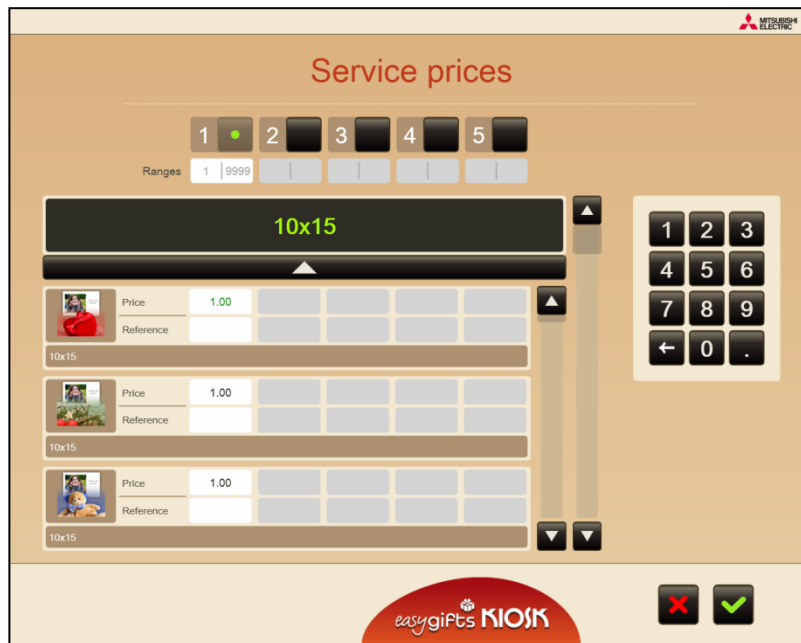 MITSUBISHI
ELECTRIC
Service prices
1 2 3 4 5
Ranges 1 9999
10x15
1 2 3
4 5 6
7 8 9
0 .
Price 1.00
Reference
10x15
Price 1.00
Reference
10x15
Price 1.00
Reference
10x15
easygifts KIOSK